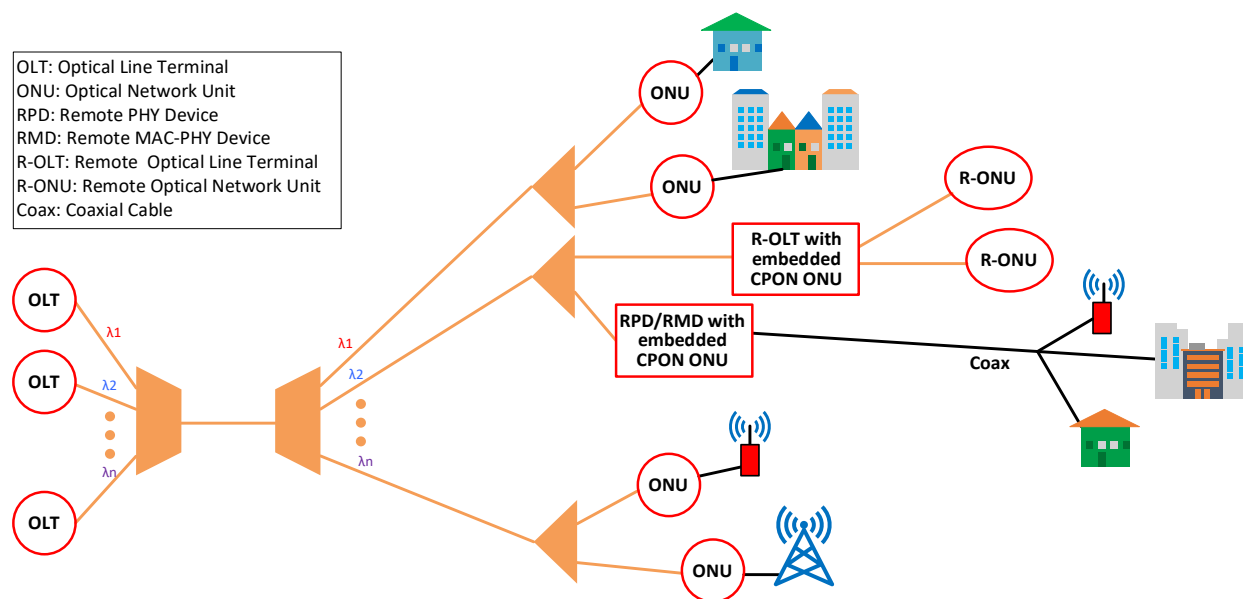 OLT: Optical Line Terminal
ONU: Optical Network Unit
RPD: Remote PHY Device
RMD: Remote MAC-PHY Device
R-OLT: Remote  Optical Line Terminal
R-ONU: Remote Optical Network Unit
Coax: Coaxial Cable
ONU
ONU
R-ONU
R-OLT with
embedded
CPON ONU
R-ONU
OLT
λ1
λ1
RPD/RMD with
embedded
CPON ONU
Coax
OLT
λ2
λ2
λn
λn
ONU
OLT
ONU